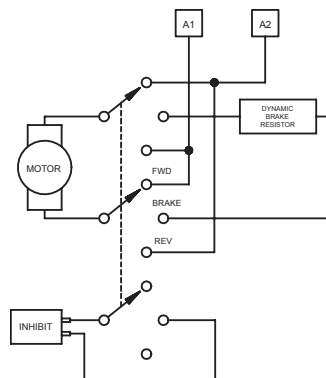 A1
A2
DYNAMIC
BRAKE
RESISTOR
MOTOR
FWD
BRAKE
REV
INHIBIT